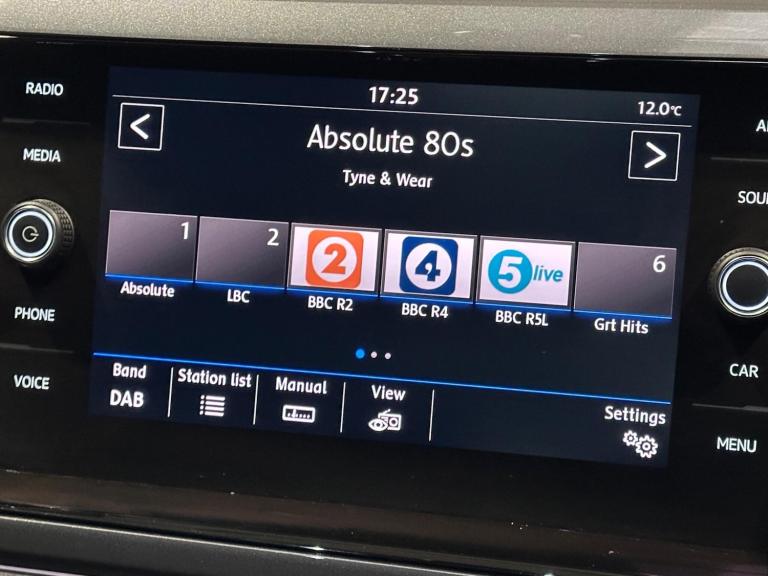 RADIO
MEDIA
PHONE
VOICE
17:25
12.0°C
<
Absolute 80s
>
Tyne & Wear
1
2
2
4
5 live
6
Absolute
LBC
BBC R2
BBC R4
BBC R5L
Grt Hits
Band
DAB
Station list
Manual
View
Settings
CAR
MENU